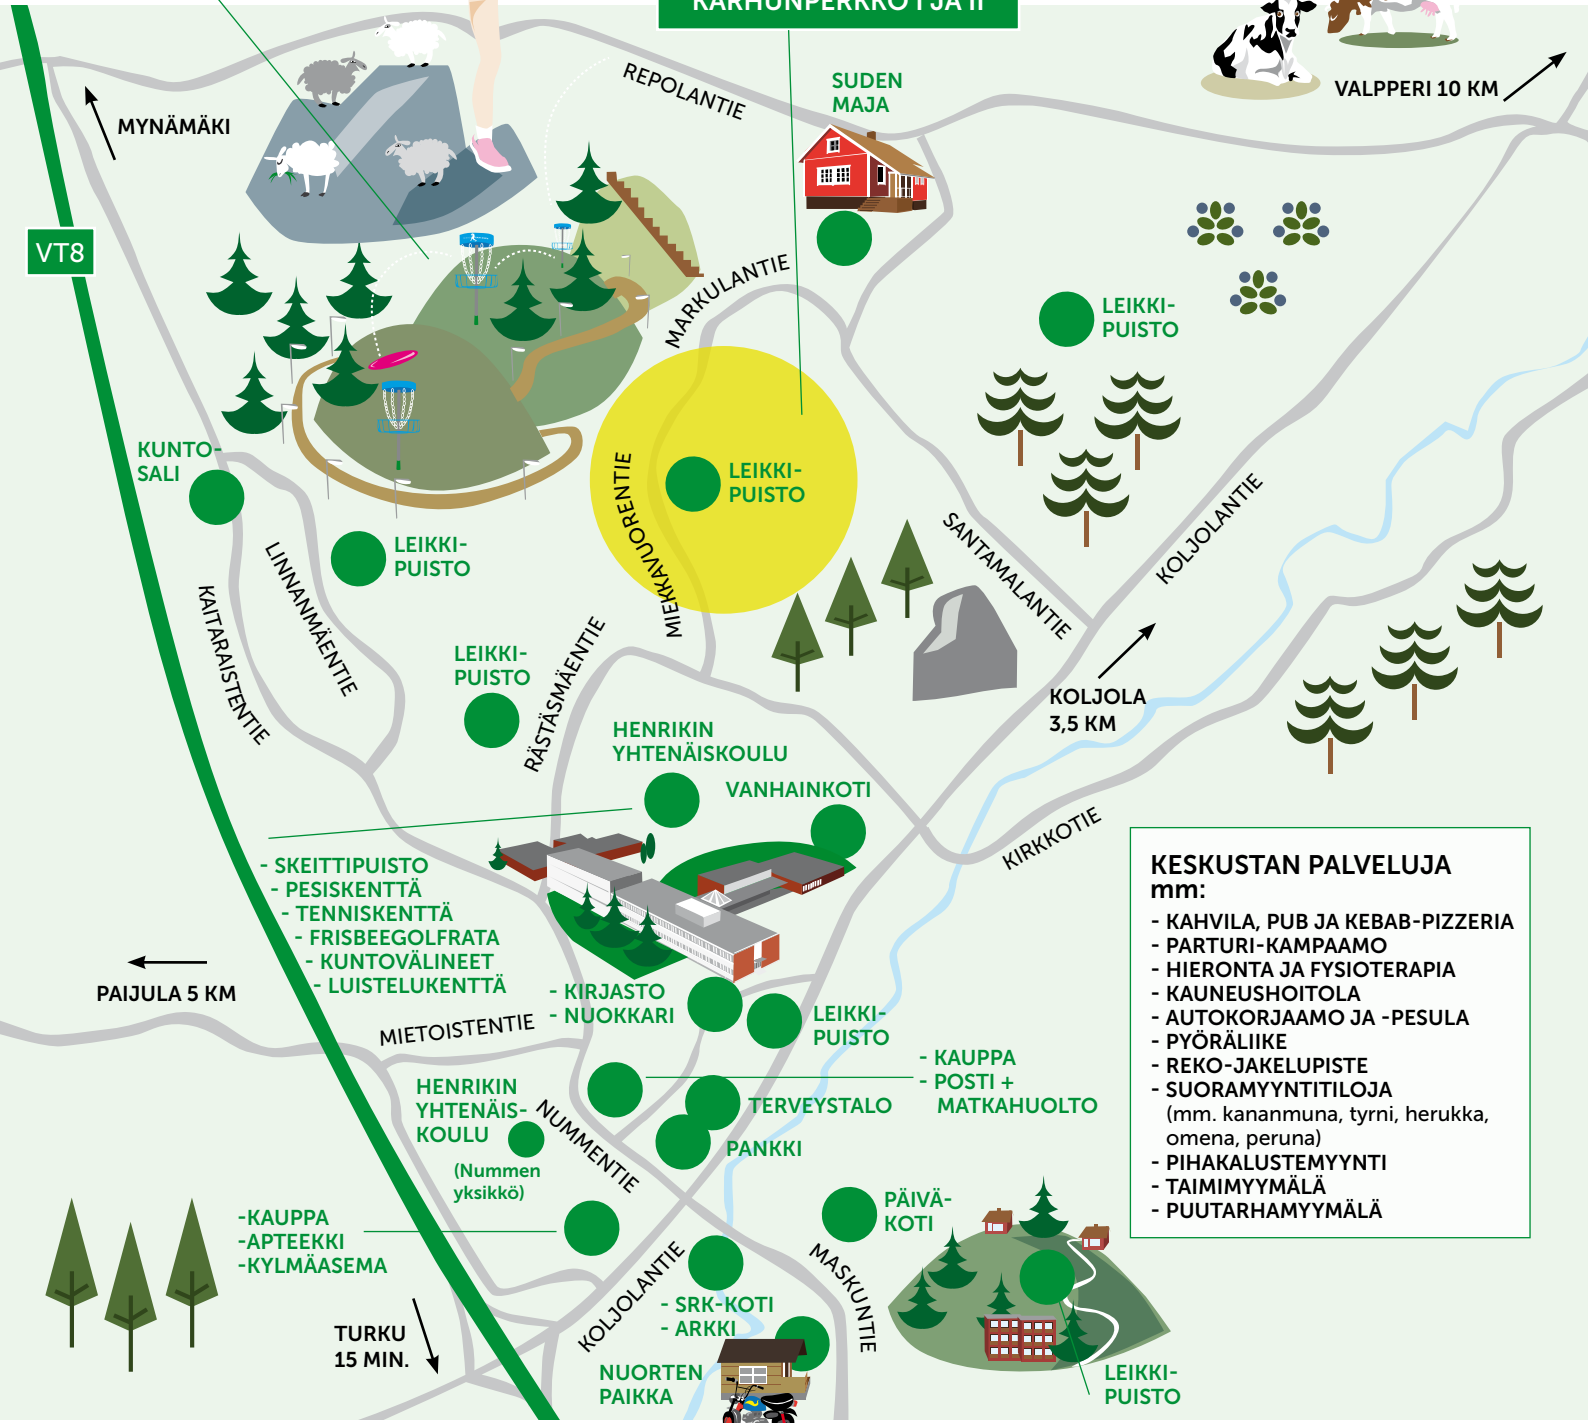 KARHUNPERKKO I JA II
REPOLANTIE
SUDEN
MAJA
VALPPERI 10 KM
MYNÄMÄKI
VT8
MARKULANTIE
LEIKKI-
PUISTO
KUNTO-
SALI
LEIKKI-
PUISTO
MIEKKAVUORENTIE
LEIKKI-
PUISTO
SANTAMALANTIE
KOLJOLANTIE
LINNANMÄENTIE
KAITARAISTENTIE
LEIKKI-
PUISTO
RÄSTÄSMÄENTIE
KOLJOLA
3,5 KM
HENRIKIN
YHTENÄISKOULU
VANHAINKOTI
KIRKKOTIE
- SKEITTIPUISTO
- PESISKENTTÄ
- TENNISKENTTÄ
- FRISBEEGOLFRATA
- KUNTOVÄLINEET
- LUISTELUKENTTÄ
PAIJULA 5 KM
- KIRJASTO
- NUOKKARI
LEIKKI-
PUISTO
MIETOISTENTIE
- KAUPPA
- POSTI +
MATKAHUOLTO
HENRIKIN
YHTENÄIS-
KOULU
(Nummen
yksikkö)
NUMMENTIE
TERVEYSTALO
PANKKI
-KAUPPA
-APTEEKKI
-KYLMÄASEMA
PÄIVÄ-
KOTI
KOLJOLANTIE
MASKUNTIE
- SRK-KOTI
- ARKKI
TURKU
15 MIN.
NUORTEN
PAIKKA
LEIKKI-
PUISTO
KESKUSTAN PALVELUJA
mm:
- KAHVILA, PUB JA KEBAB-PIZZERIA
- PARTURI-KAMPAAMO
- HIERONTA JA FYSIOTERAPIA
- KAUNEUSHOITOLA
- AUTOKORJAAMO JA -PESULA
- PYÖRÄLIIKE
- REKO-JAKELUPISTE
- SUORAMYYNTITILOJA
(mm. kananmuna, tyrni, herukka,
omena, peruna)
- PIHAKALUSTEMYYNTI
- TAIMIMYYMÄLÄ
- PUUTARHAMYYMÄLÄ